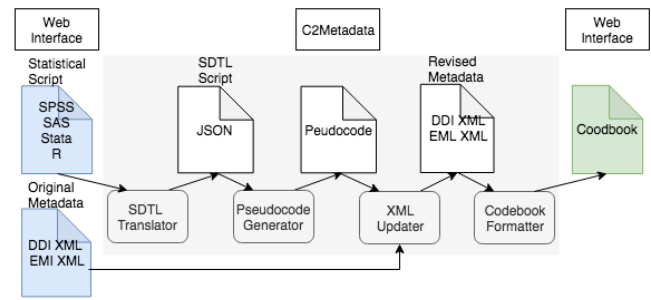 Web
Interface
C2Metadata
Web
Interface
Statistical
Script
SPSS
SAS
Stata
R
SDTL
Script
JSON
Peudocode
Revised
Metadata
DDI XML
EML XML
Coodbook
Original
Metadata
DDI XML
EMI XML
SDTL
Translator
Pseudocode
Generator
XML
Updater
Codebook
Formatter